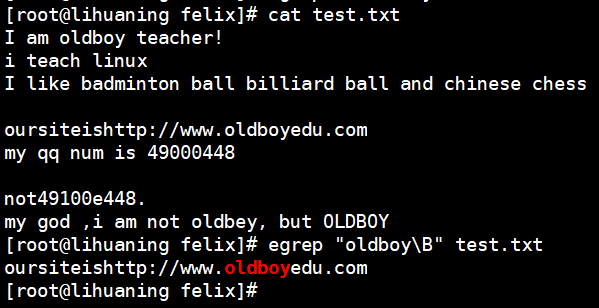 [root@lihuaning felix]# cat test.txt
I am oldboy teacher!
i teach linux
I like badminton ball billiard ball and chinese chess
oursiteishttp://www.oldboyedu.com
my qq num is 49000448
not49100e448.
my god ,i am not oldbey, but OLDBOY
[root@lihuaning felix]# egrep "oldboy\B" test.txt
oursiteishttp://www.oldboyedu.com
[root@lihuaning felix]#